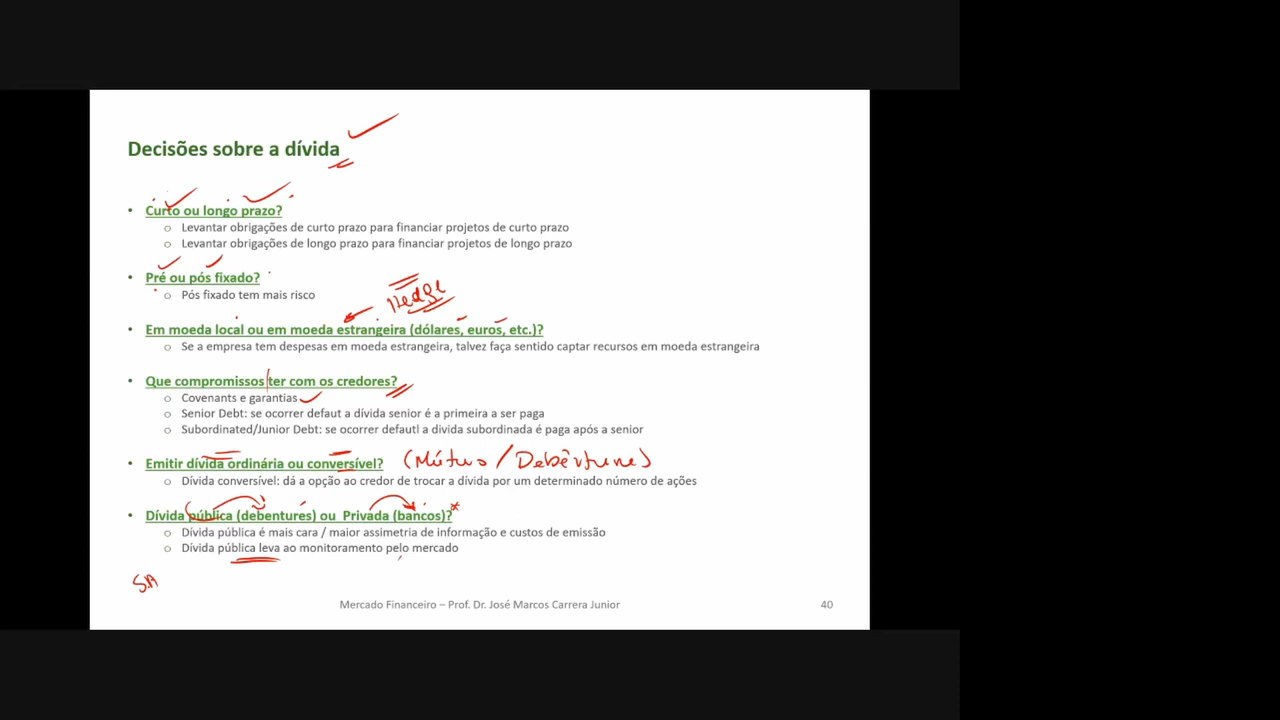 Decisões sobre a dívida
• Curto ou longo prazo?
o Levantar obrigações de curto prazo para financiar projetos de curto prazo
o Levantar obrigações de longo prazo para financiar projetos de longo prazo
• Pré ou pós fixado?
o Pós fixado tem mais risco
Hedge
• Em moeda local ou em moeda estrangeira (dólares, euros, etc.)?
o Se a empresa tem despesas em moeda estrangeira, talvez faça sentido captar recursos em moeda estrangeira
• Que compromissos ter com os credores?
o Covenants e garantias
o Senior Debt: se ocorrer defaut a dívida senior é a primeira a ser paga
o Subordinated/Junior Debt: se ocorrer defautl a divida subordinada é paga após a senior
• Emitir dívida ordinária ou conversível? (Mútuo / Debênture)
o Dívida conversível: dá a opção ao credor de trocar a dívida por um determinado número de ações
• Dívida pública (debentures) ou Privada (bancos)?*
o Dívida pública é mais cara / maior assimetria de informação e custos de emissão
o Dívida pública leva ao monitoramento pelo mercado
S.A
Mercado Financeiro – Prof. Dr. José Marcos Carrera Junior 40